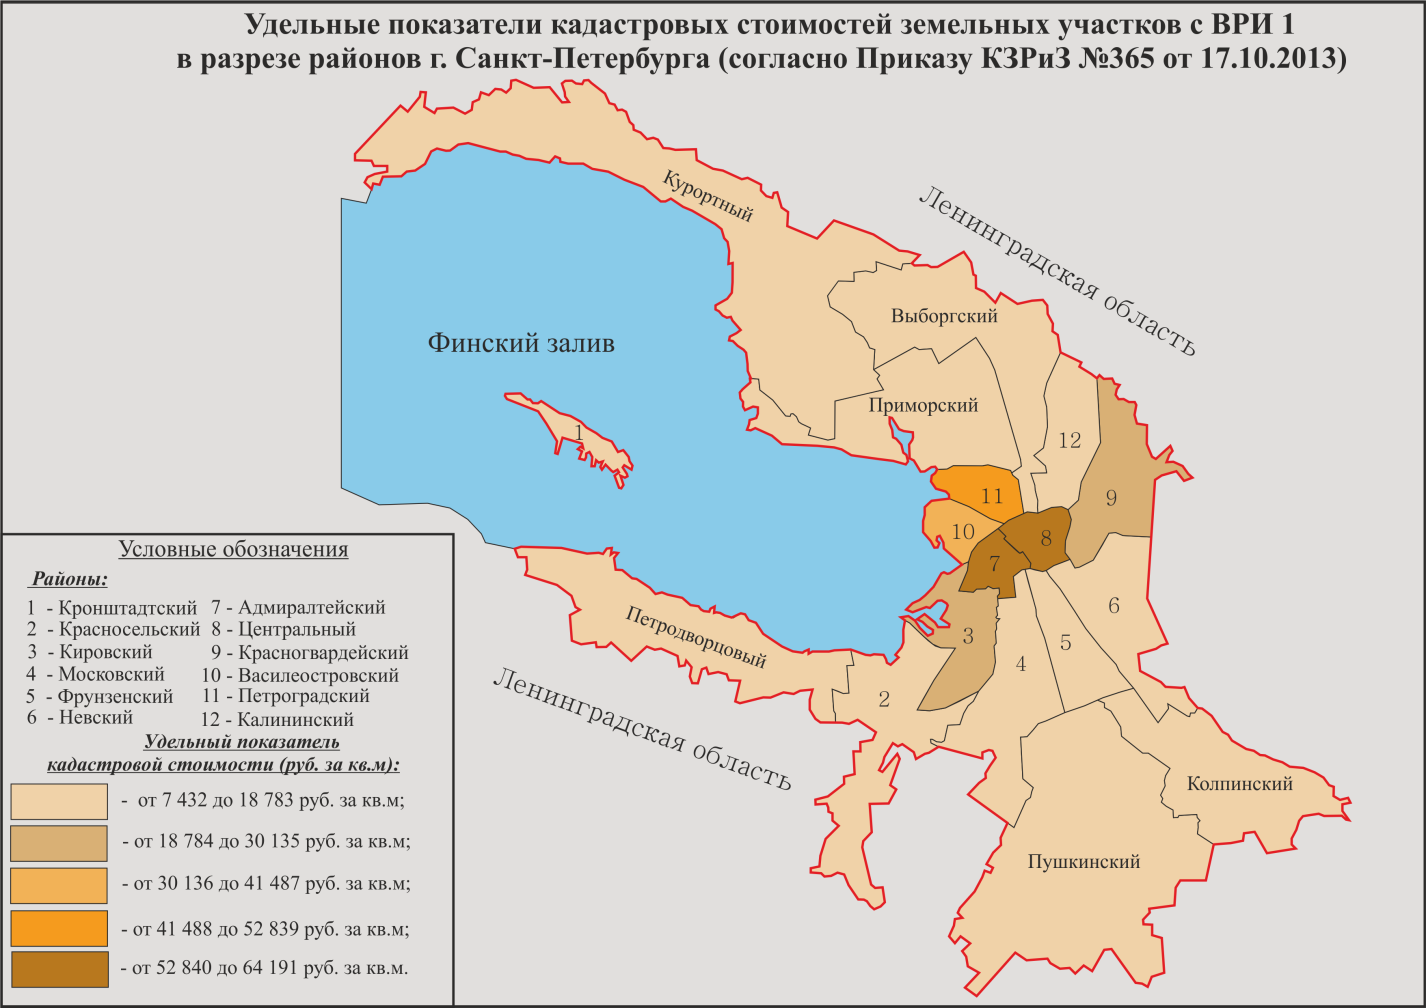 Удельные показатели кадастровых стоимостей земельных участков с ВРИ 1
в разрезе районов г. Санкт-Петербурга (согласно Приказу КЗРиЗ №365 от 17.10.2013)
Курортный
Ленинградская область
Выборгский
Финский залив
Приморский
1
12
9
11
10
8
7
6
3
5
4
2
Петродворцовый
Ленинградская область
Колпинский
Пушкинский
Условные обозначения
Районы:
1 - Кронштадтский
2 - Красносельский
3 - Кировский
4 - Московский
5 - Фрунзенский
6 - Невский
7 - Адмиралтейский
8 - Центральный
9 - Красногвардейский
10 - Василеостровский
11 - Петроградский
12 - Калининский
Удельный показатель
кадастровой стоимости (руб. за кв.м):
- от 7 432 до 18 783 руб. за кв.м;
- от 18 784 до 30 135 руб. за кв.м;
- от 30 136 до 41 487 руб. за кв.м;
- от 41 488 до 52 839 руб. за кв.м;
- от 52 840 до 64 191 руб. за кв.м.